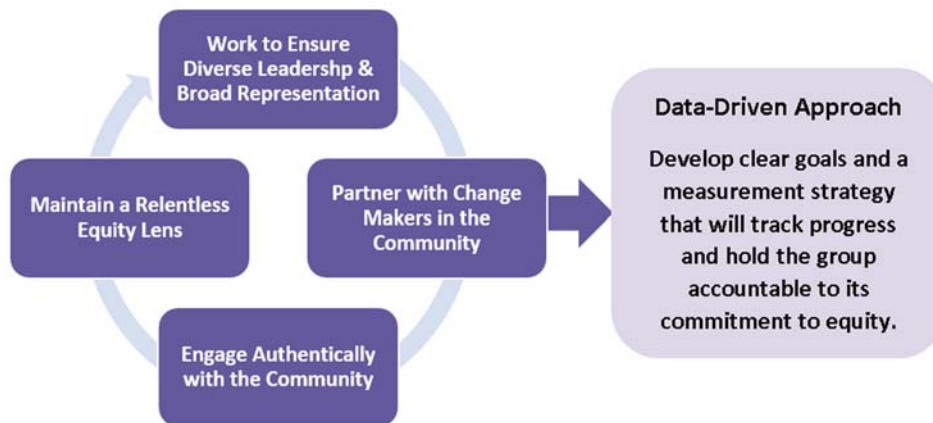 Work to Ensure
Diverse Leadershp &
Broad Representation
Partner with Change
Makers in the
Community
Engage Authentically
with the Community
Maintain a Relentless
Equity Lens
Data-Driven Approach
Develop clear goals and a
measurement strategy
that will track progress
and hold the group
accountable to its
commitment to equity.